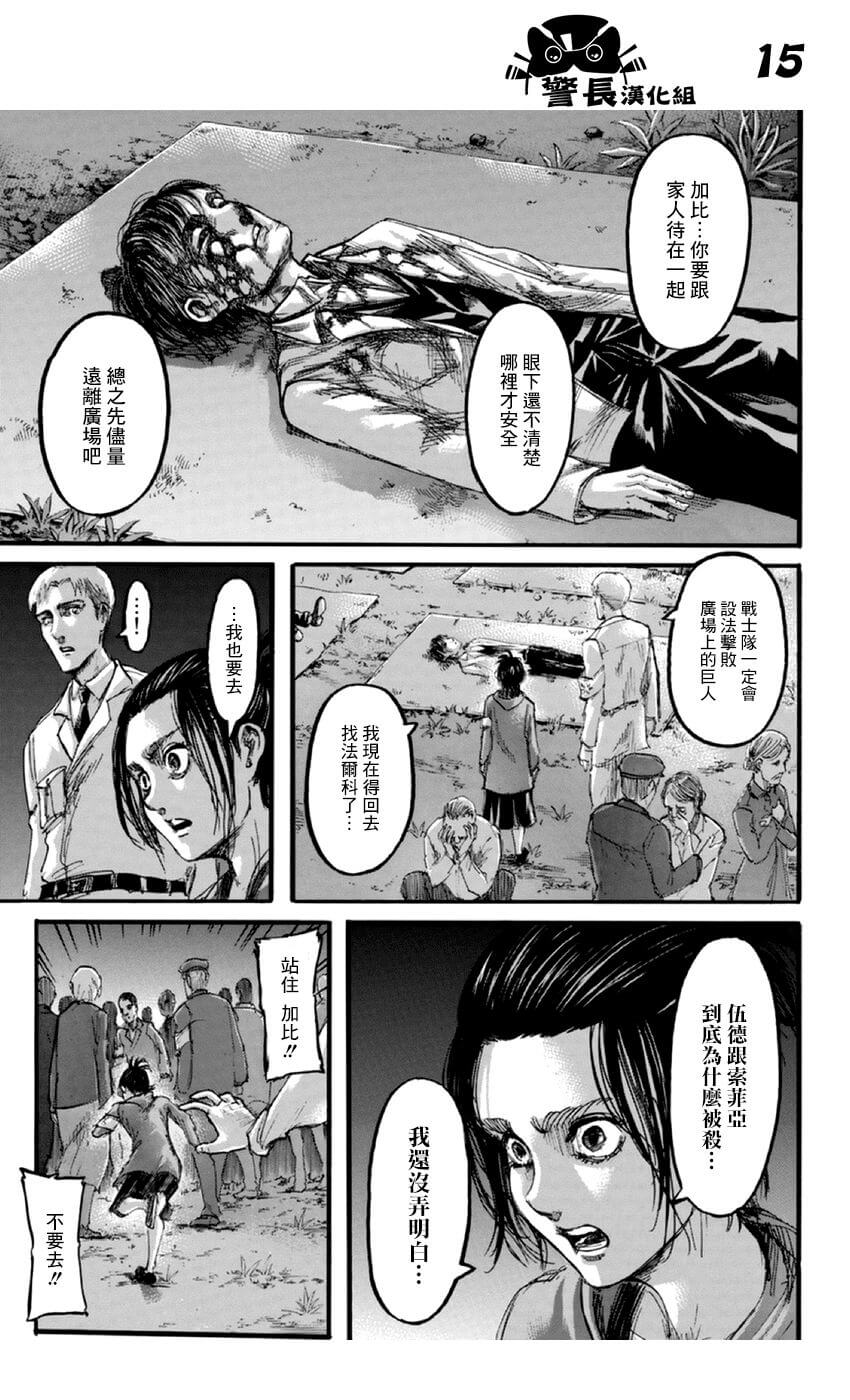 警長漢化組
15
加比…你要跟
家人待在一起
眼下還不清楚
哪裡才安全
總之先儘量
遠離廣場吧
戰士隊一定會
設法擊敗
廣場上的巨人
我現在得回去
找法爾科了…
…我也要去
…!
伍德跟索菲亞
到底為什麼被殺…
我還沒弄明白…
站住 加比!!
不要去!!